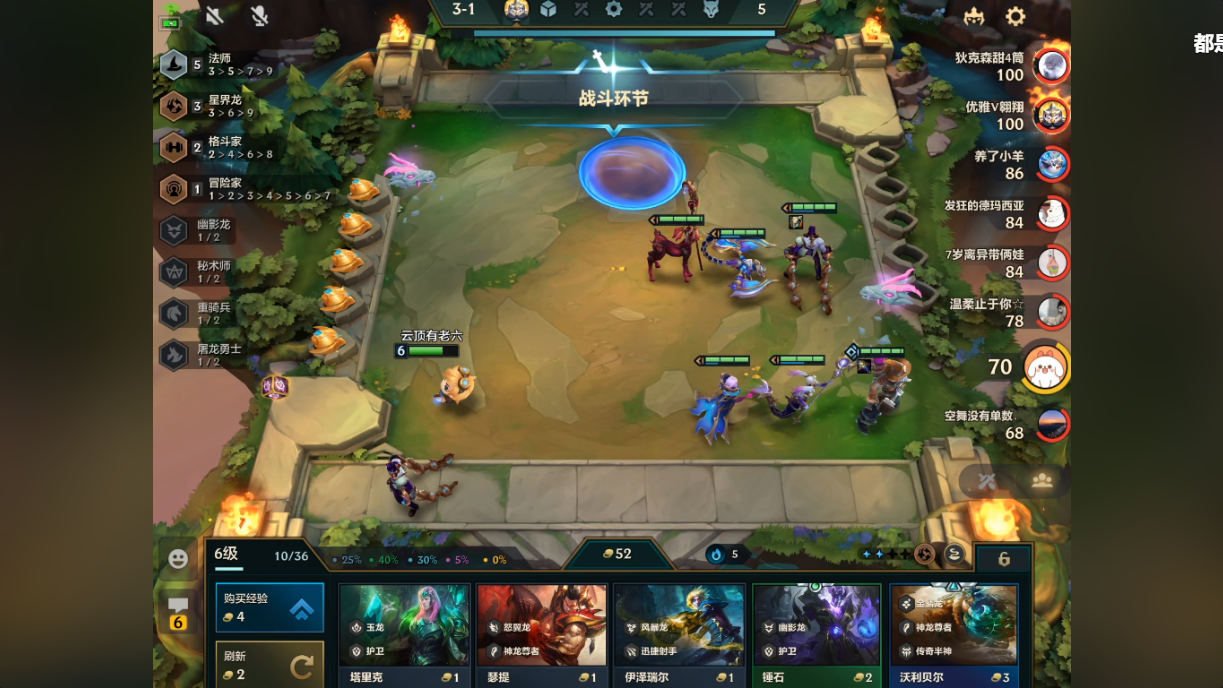 3-1
5
都是
战斗环节
5 法师
3 > 5 > 7 > 9
3 星界龙
3 > 6 > 9
2 格斗家
2 > 4 > 6 > 8
1 冒险家
1 > 2 > 3 > 4 > 5 > 6 > 7
幽影龙
1 / 2
秘术师
1 / 2
重骑兵
1 / 2
屠龙勇士
1 / 2
狄克森甜4筒
100
优雅v翱翔
100
养了小羊
86
发狂的德玛西亚
84
7岁离异带俩娃
84
温柔止于你☆
78
70
空舞没有单数.
68
云顶有老六
6
6级
10/36
25% 40% 30% 5% 0%
52
5
6
6
购买经验
4
刷新
2
玉龙
护卫
塔里克 1
怒翼龙
神龙尊者
瑟提 1
风暴龙
迅捷射手
伊泽瑞尔 1
幽影龙
护卫
锤石 2
金鳞龙
神龙尊者
传奇半神
沃利贝尔 3